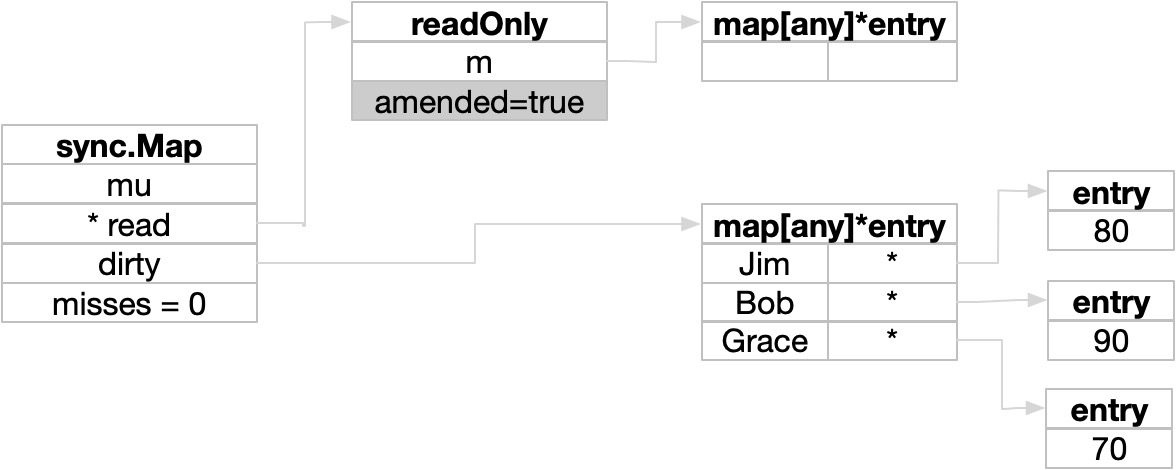 readOnly
m
amended=true
map[any]*entry
sync.Map
mu
* read
dirty
misses = 0
map[any]*entry
Jim *
Bob *
Grace *
entry
80
entry
90
entry
70